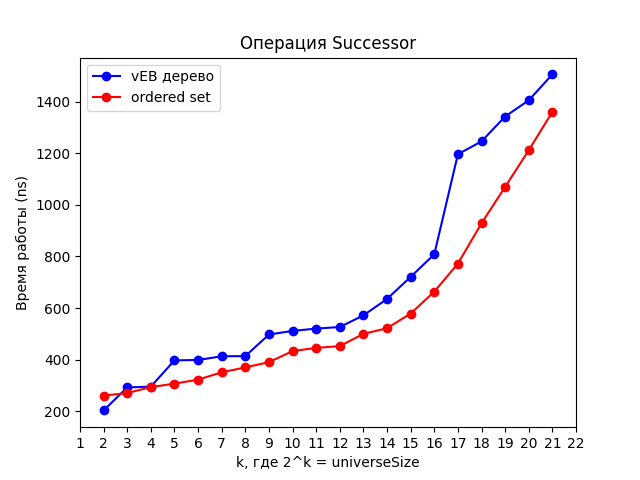 Операция Successor
vEB дерево
ordered set
1400
1200
1000
800
600
400
200
Время работы (ns)
1 2 3 4 5 6 7 8 9 10 11 12 13 14 15 16 17 18 19 20 21 22
k, где 2^k = universeSize